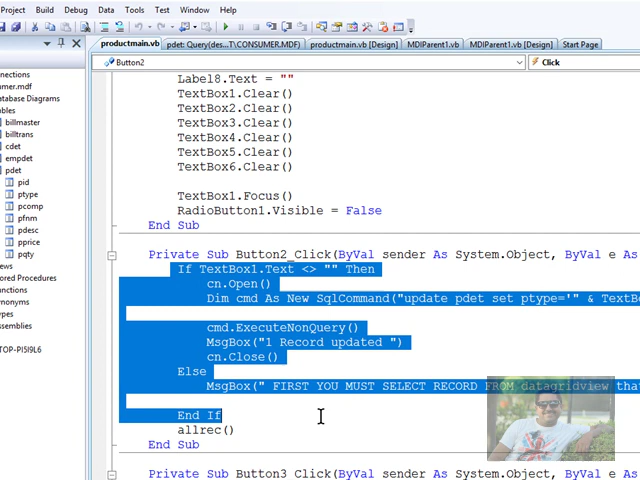 Project Build Debug Data Tools Test Window Help
productmain.vb pdet: Query(des...T\CONSUMER.MDF) productmain.vb [Design] MDIParent1.vb MDIParent1.vb [Design] Start Page
Button2 Click
nnections
umer.mdf
atabase Diagrams
bles
billmaster
billtrans
cdet
empdet
pdet
pid
ptype
pcomp
pfnm
pdesc
pprice
pqty
ews
ored Procedures
unctions
ynonyms
ypes
ssemblies
TOP-PI5I9L6
Label8.Text = ""
TextBox1.Clear()
TextBox2.Clear()
TextBox3.Clear()
TextBox4.Clear()
TextBox5.Clear()
TextBox6.Clear()
TextBox1.Focus()
RadioButton1.Visible = False
End Sub
Private Sub Button2_Click(ByVal sender As System.Object, ByVal e As
If TextBox1.Text <> "" Then
cn.Open()
Dim cmd As New SqlCommand("update pdet set ptype='" & TextBo
cmd.ExecuteNonQuery()
MsgBox("1 Record updated ")
cn.Close()
Else
MsgBox(" FIRST YOU MUST SELECT RECORD FROM datagridview that
End If
allrec()
End Sub
Private Sub Button3_Click(ByVal sender As System.Object, ByVal e As